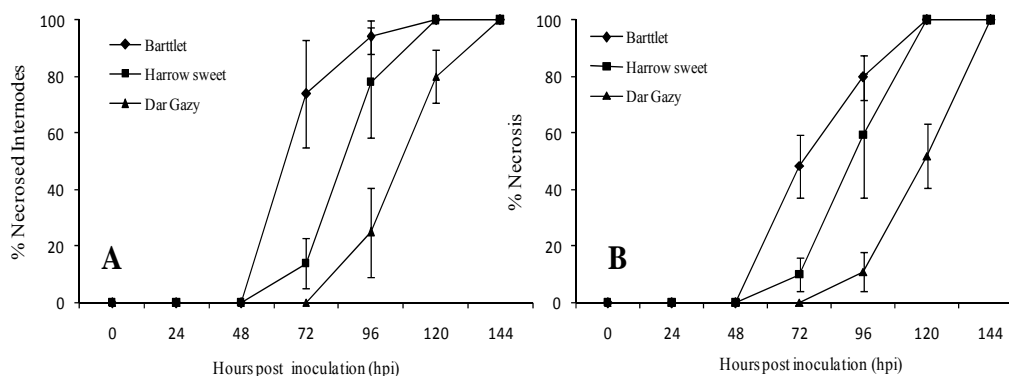 100
80
60
40
20
0
% Necrosed Internodes
Barttlet
Harrow sweet
Dar Gazy
A
0 24 48 72 96 120 144
Hours post inoculation (hpi)
100
80
60
40
20
0
% Necrosis
Barttlet
Harrow sweet
Dar Gazy
B
0 24 48 72 96 120 144
Hours post inoculation (hpi)